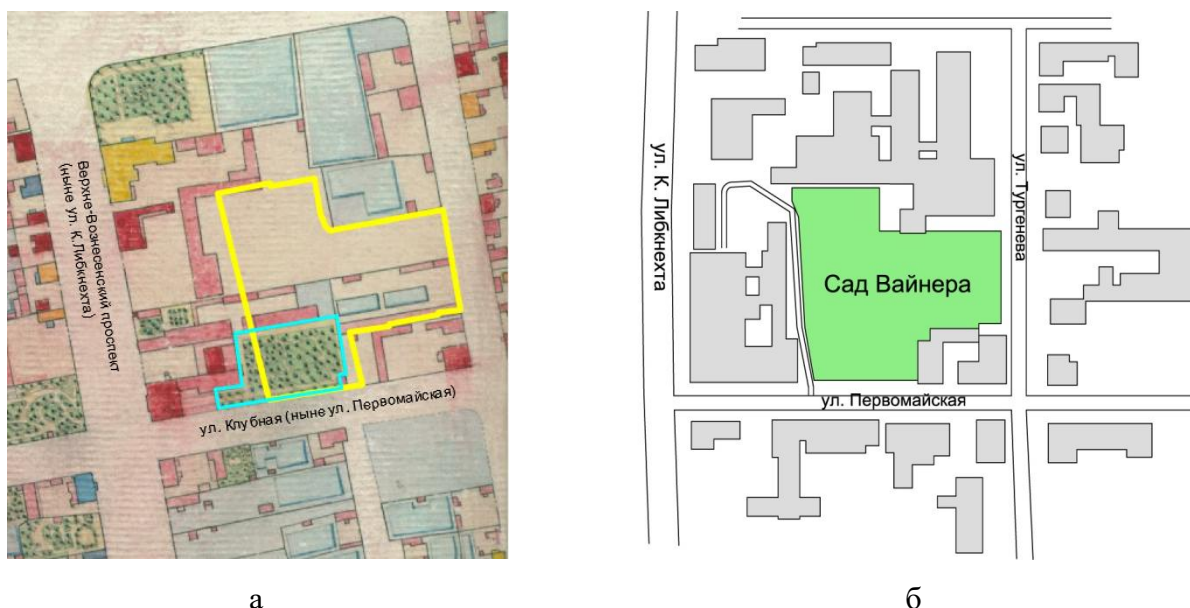 Верхне-Вознесенский проспект
(ныне ул. К.Либкнехта)
ул. Клубная (ныне ул. Первомайская)
а
ул. К. Либкнехта
ул. Тургенева
Сад Вайнера
ул. Первомайская
б